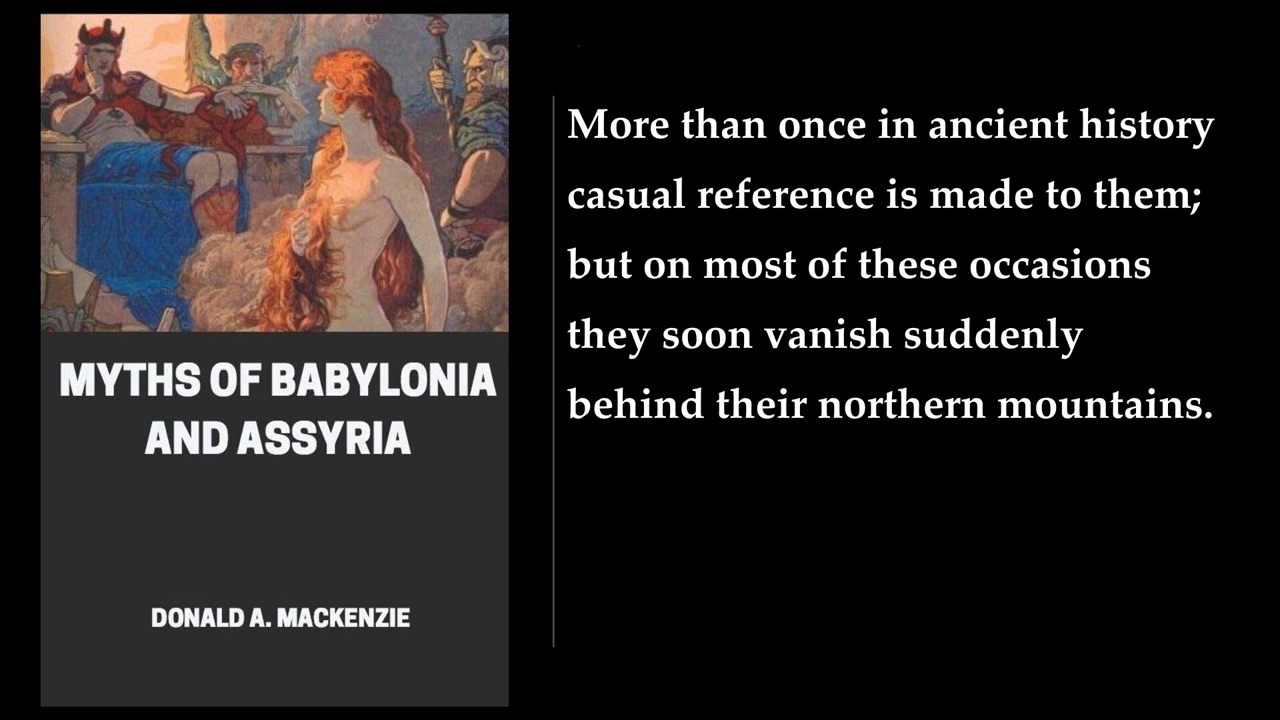 MYTHS OF BABYLONIA
AND ASSYRIA
DONALD A. MACKENZIE
More than once in ancient history
casual reference is made to them;
but on most of these occasions
they soon vanish suddenly
behind their northern mountains.